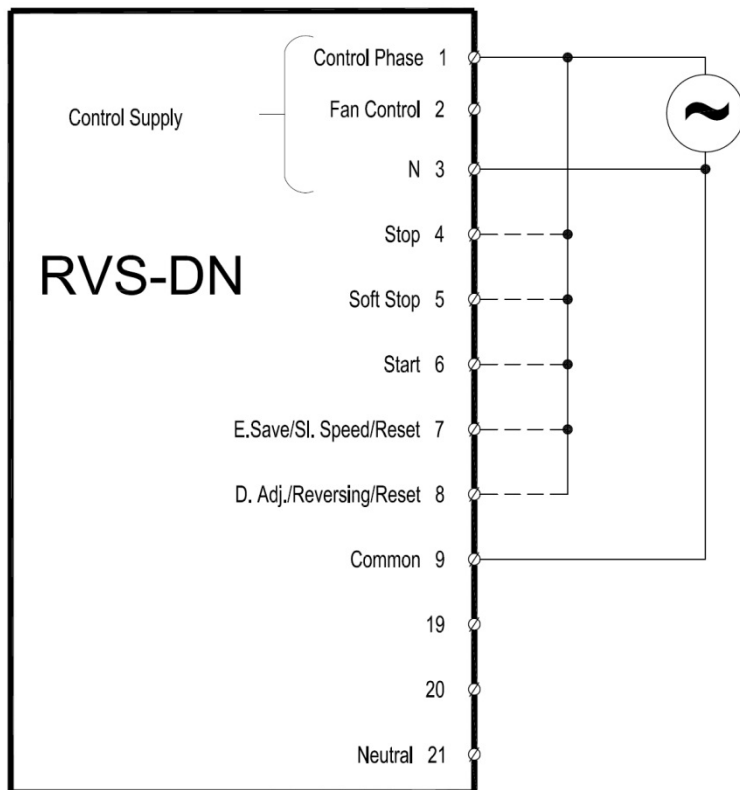 Control Phase 1
Control Supply
Fan Control 2
N 3
Stop 4
RVS-DN
Soft Stop 5
Start 6
E.Save/Sl. Speed/Reset 7
D. Adj./Reversing/Reset 8
Common 9
19
20
Neutral 21
~